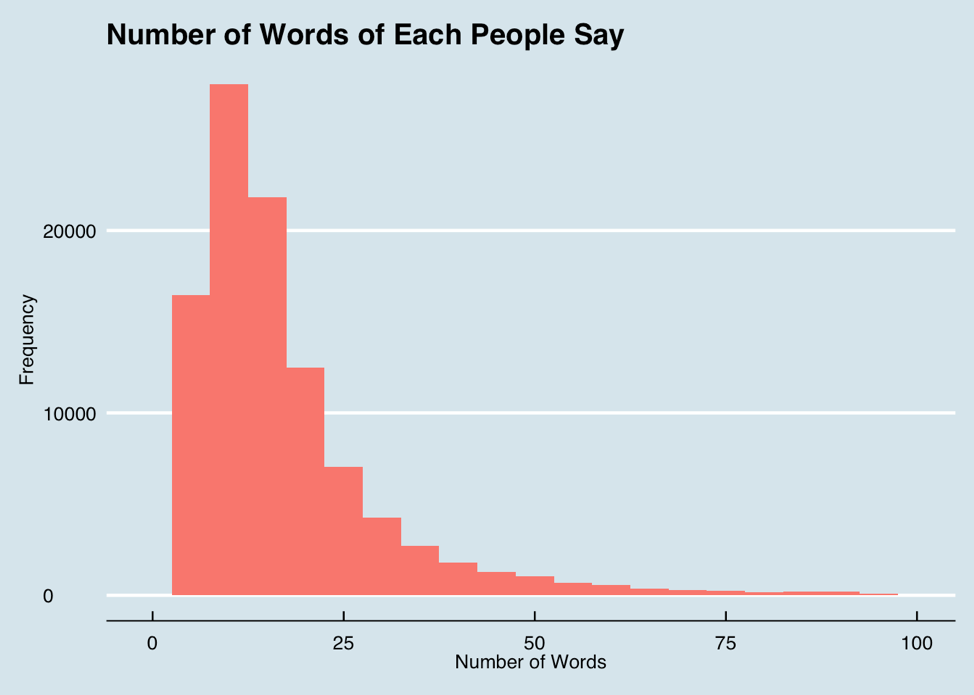 Number of Words of Each People Say
Frequency
20000
10000
0
0 25 50 75 100
Number of Words